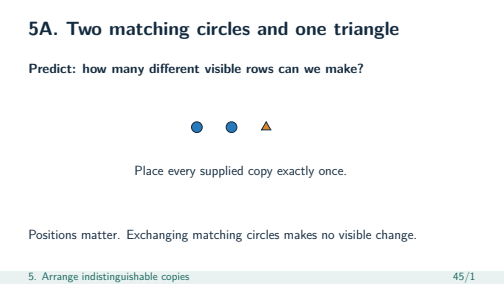 5A. Two matching circles and one triangle
Predict: how many different visible rows can we make?
Place every supplied copy exactly once.
Positions matter. Exchanging matching circles makes no visible change.
5. Arrange indistinguishable copies
45/1